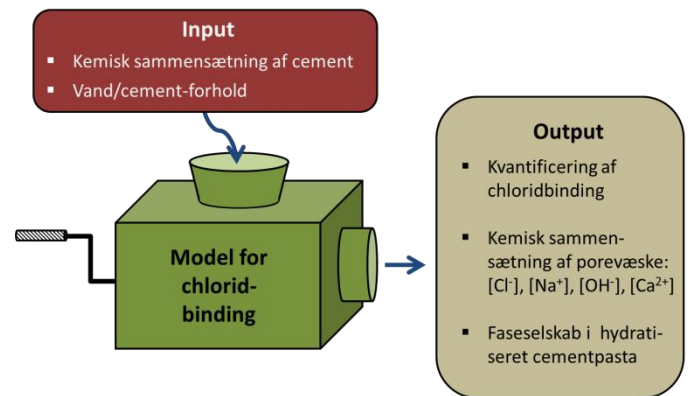 Input
▪ Kemisk sammensætning af cement
▪ Vand/cement-forhold
Model for
chlorid-
binding
Output
▪ Kvantificering af
chloridbinding
▪ Kemisk sammen-
sætning af porevæske:
[Cl⁻], [Na⁺], [OH⁻], [Ca²⁺]
▪ Faseselskab i hydrati-
seret cementpasta